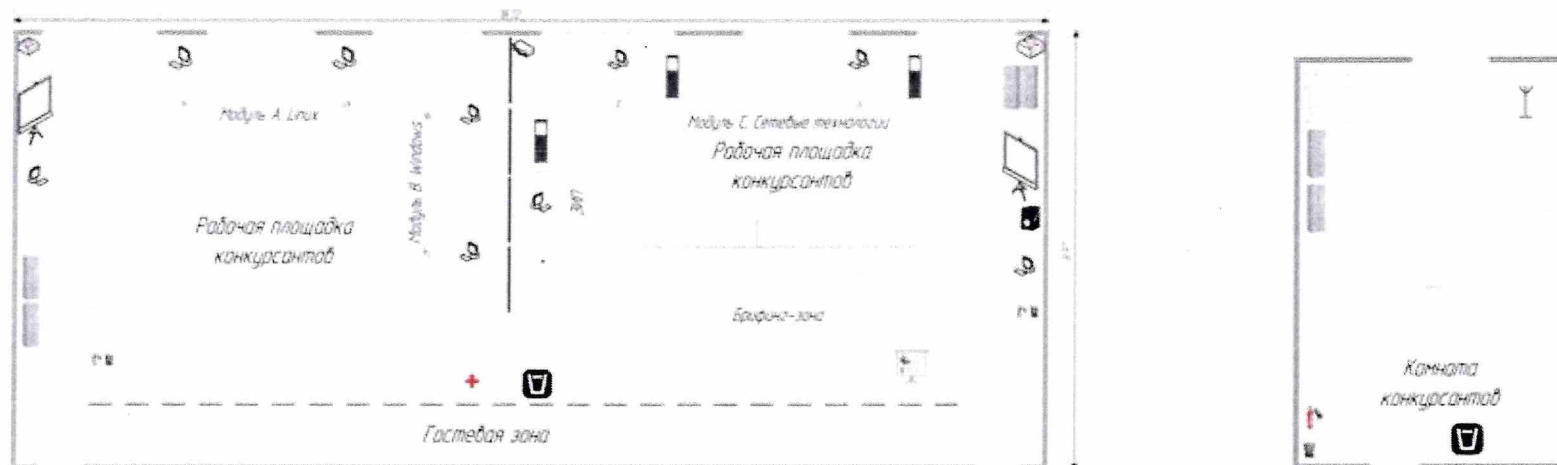 Модуль A. Linux
Модуль B. Windows
Рабочая площадка
конкурсантов
Модуль C. Сетевые технологии
Рабочая площадка
конкурсантов
Брифинг-зона
Гостевая зона
Комната
конкурсантов